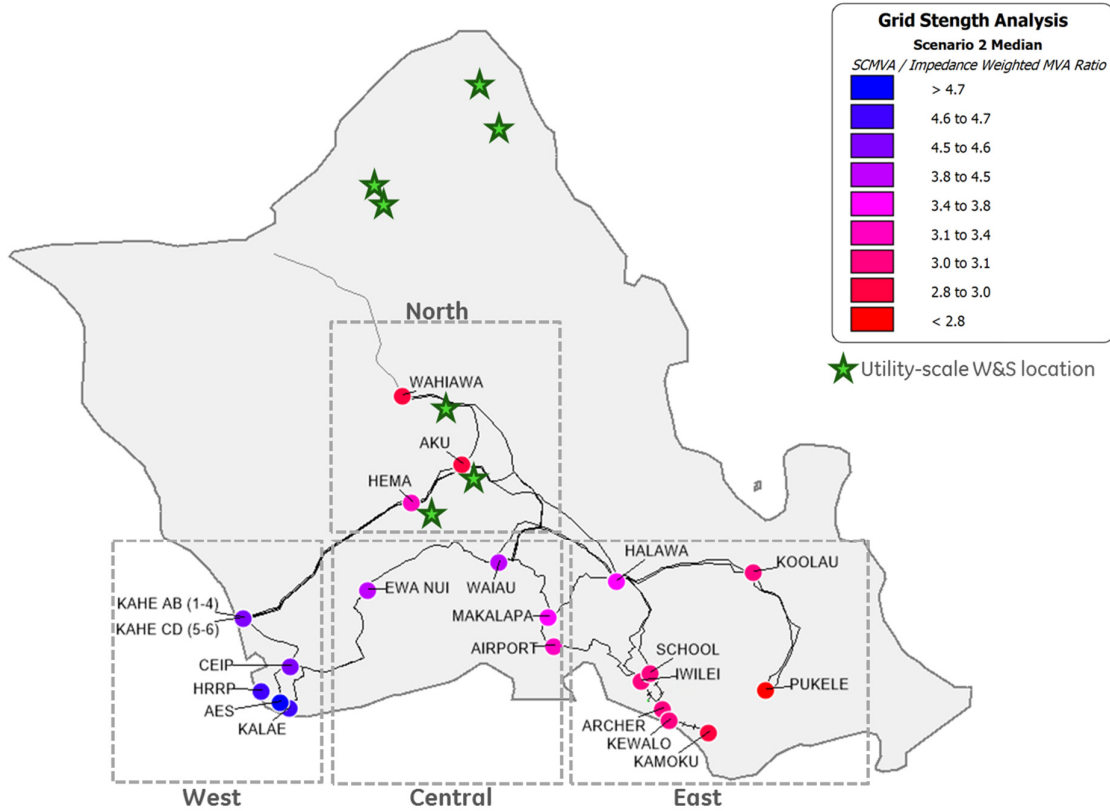 Grid Stength Analysis
Scenario 2 Median
SCMVA / Impedance Weighted MVA Ratio
> 4.7
4.6 to 4.7
4.5 to 4.6
3.8 to 4.5
3.4 to 3.8
3.1 to 3.4
3.0 to 3.1
2.8 to 3.0
< 2.8
Utility-scale W&S location
North
WAHIAWA
AKU
HEMA
HALAWA
KOOLAU
EWA NUI
WAIAU
KAHE AB (1-4)
MAKALAPA
KAHE CD (5-6)
AIRPORT
SCHOOL
CEIP
IWILEI
HRRP
PUKELE
AES
KALAE
ARCHER
KEWALO
KAMOKU
West
Central
East